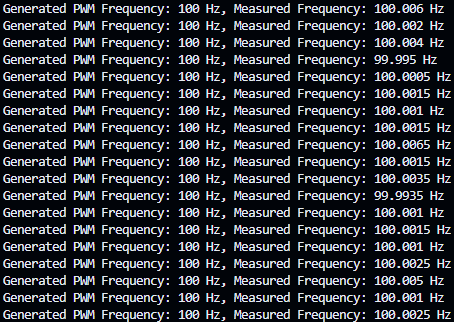 Generated PWM Frequency: 100 Hz, Measured Frequency: 100.006 Hz
Generated PWM Frequency: 100 Hz, Measured Frequency: 100.002 Hz
Generated PWM Frequency: 100 Hz, Measured Frequency: 100.004 Hz
Generated PWM Frequency: 100 Hz, Measured Frequency: 99.995 Hz
Generated PWM Frequency: 100 Hz, Measured Frequency: 100.0005 Hz
Generated PWM Frequency: 100 Hz, Measured Frequency: 100.0015 Hz
Generated PWM Frequency: 100 Hz, Measured Frequency: 100.001 Hz
Generated PWM Frequency: 100 Hz, Measured Frequency: 100.0015 Hz
Generated PWM Frequency: 100 Hz, Measured Frequency: 100.0065 Hz
Generated PWM Frequency: 100 Hz, Measured Frequency: 100.0015 Hz
Generated PWM Frequency: 100 Hz, Measured Frequency: 100.0035 Hz
Generated PWM Frequency: 100 Hz, Measured Frequency: 99.9935 Hz
Generated PWM Frequency: 100 Hz, Measured Frequency: 100.001 Hz
Generated PWM Frequency: 100 Hz, Measured Frequency: 100.0015 Hz
Generated PWM Frequency: 100 Hz, Measured Frequency: 100.001 Hz
Generated PWM Frequency: 100 Hz, Measured Frequency: 100.0025 Hz
Generated PWM Frequency: 100 Hz, Measured Frequency: 100.005 Hz
Generated PWM Frequency: 100 Hz, Measured Frequency: 100.001 Hz
Generated PWM Frequency: 100 Hz, Measured Frequency: 100.0025 Hz